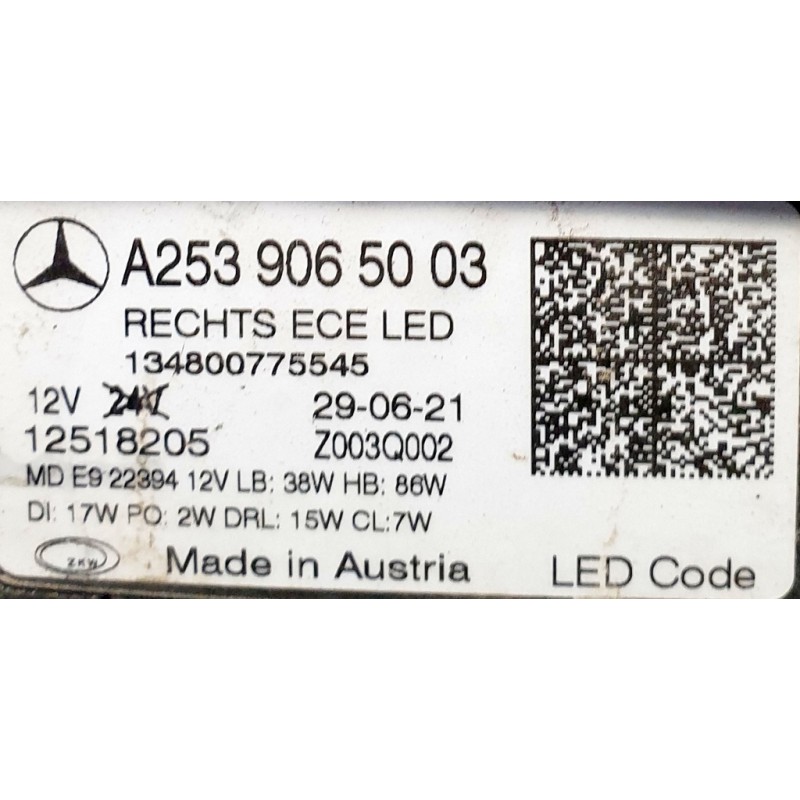 A253 906 50 03
RECHTS ECE LED
134800775545
12V 24V 29-06-21
12518205 Z003Q002
MD E9 22394 12V LB: 38W HB: 86W
DI: 17W PO: 2W DRL: 15W CL:7W
ZKW Made in Austria LED Code